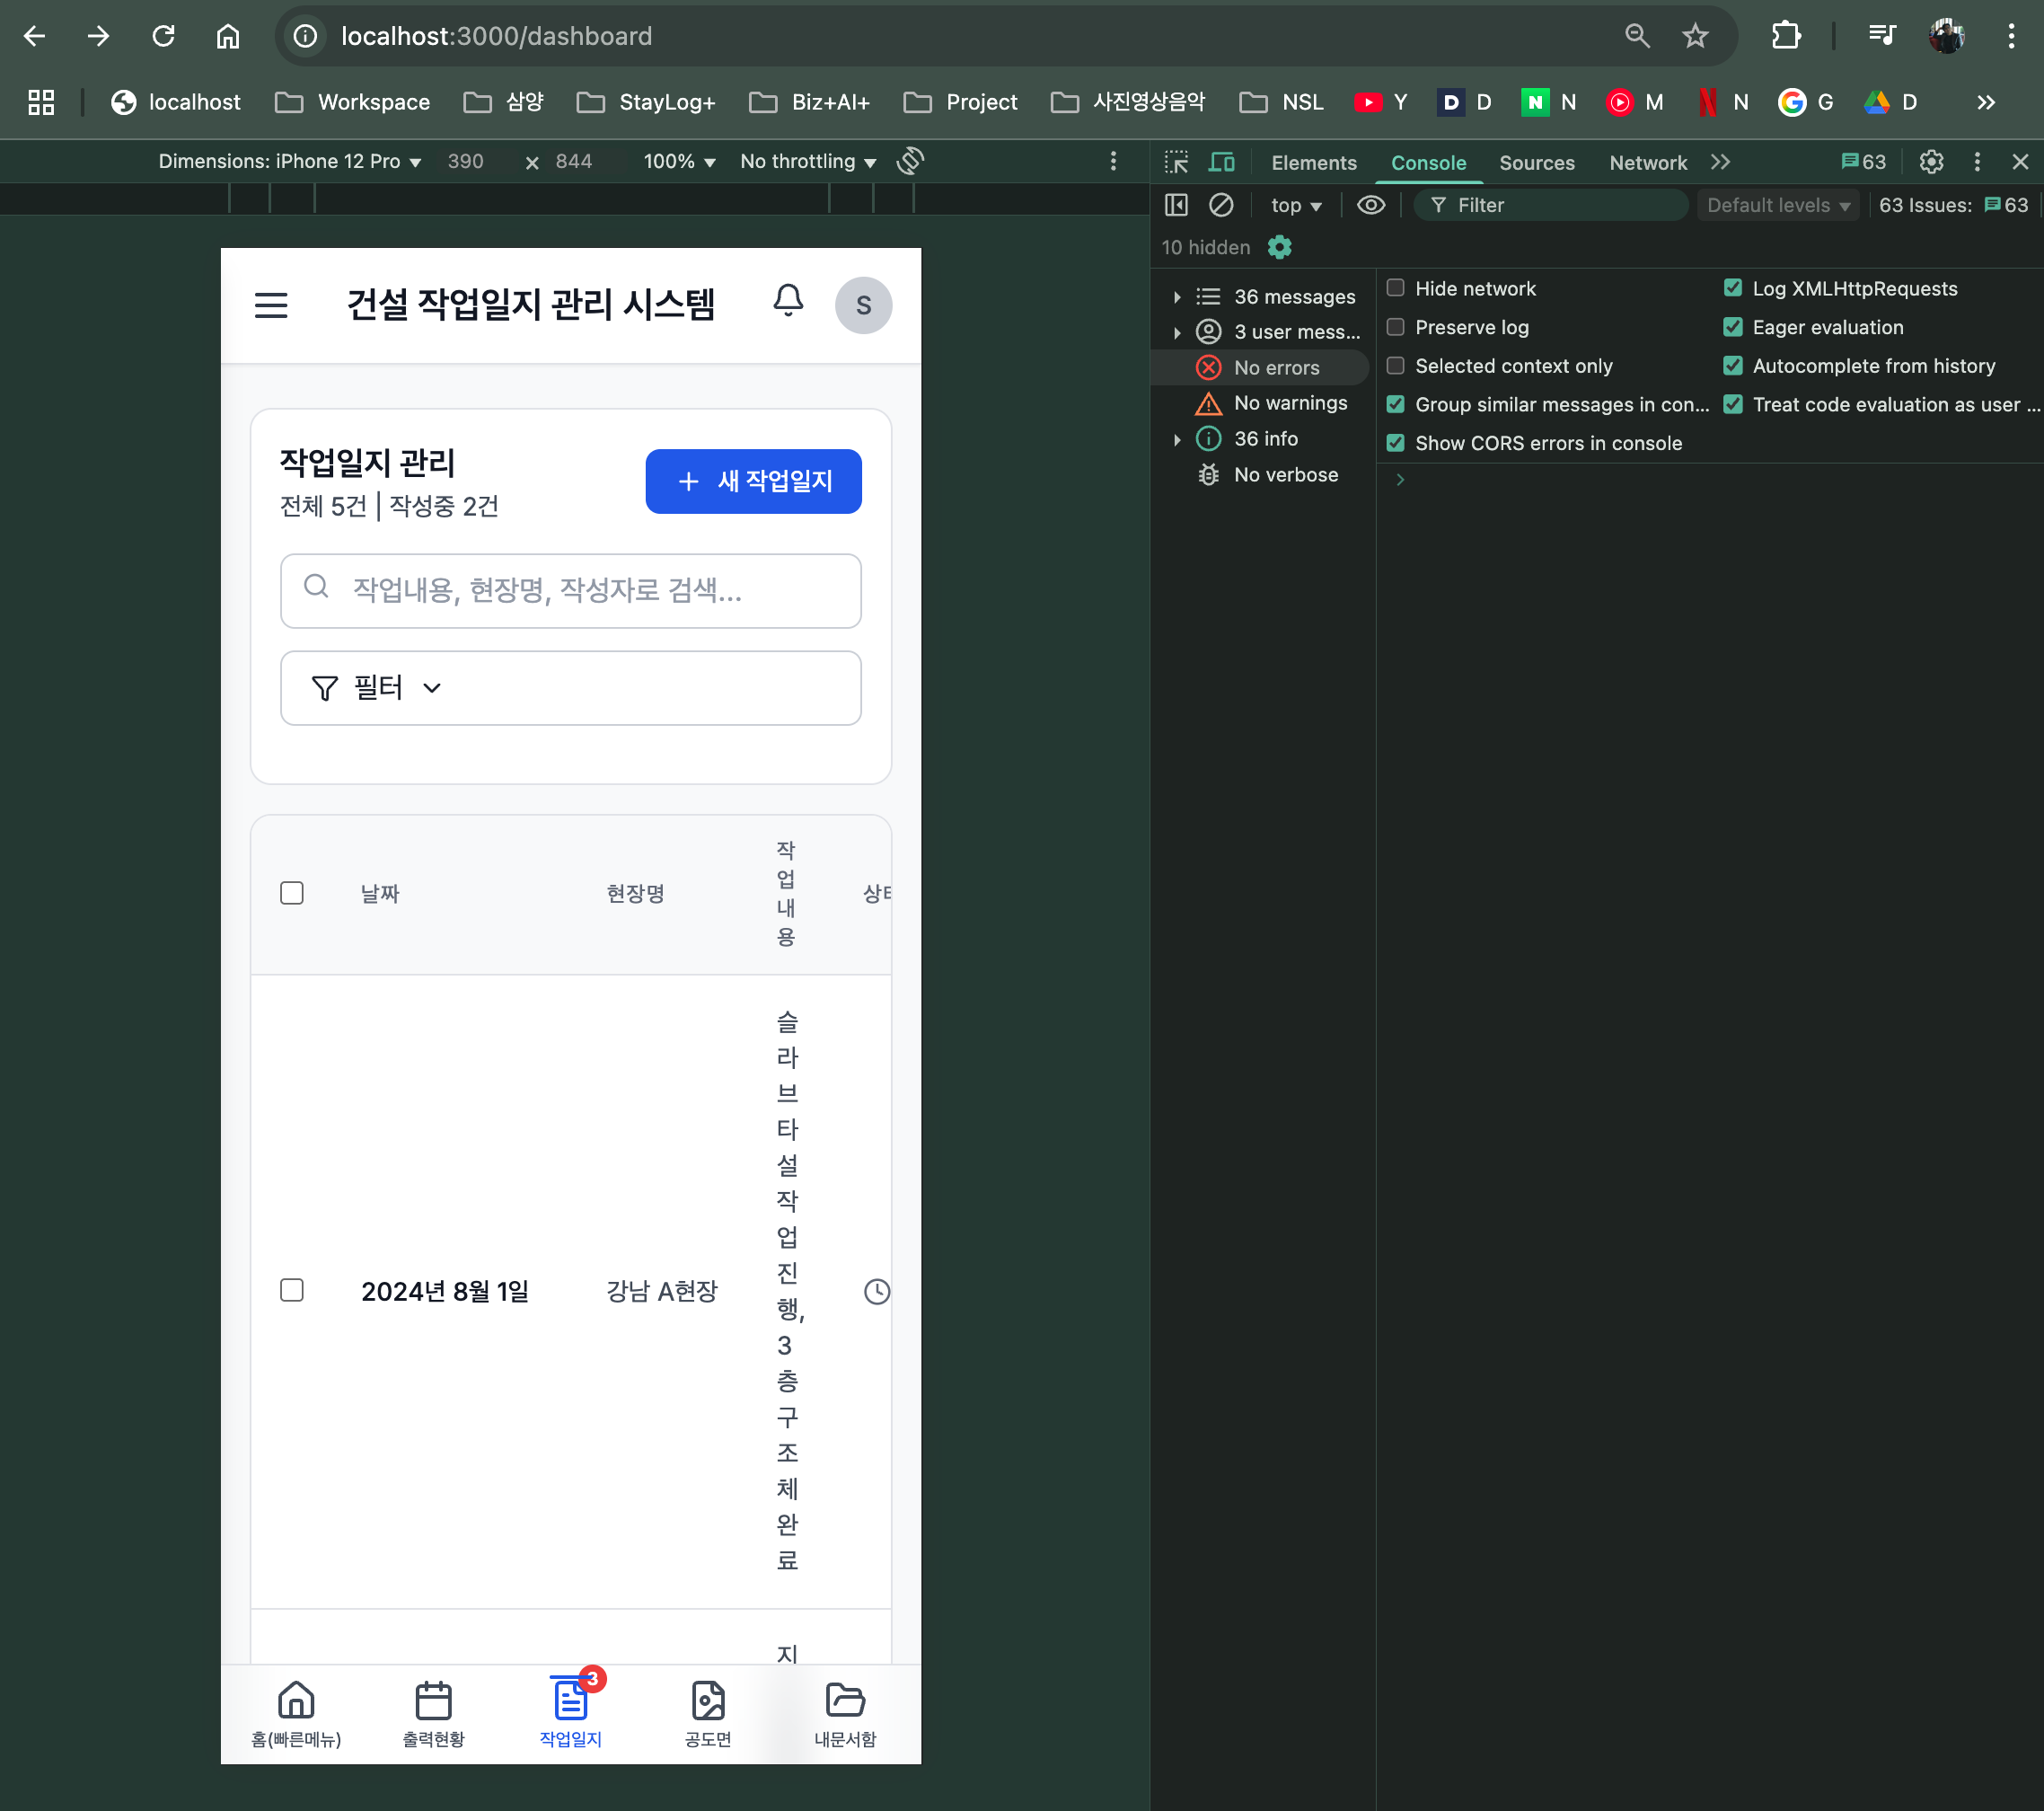 localhost:3000/dashboard
localhost
Workspace
삼양
StayLog+
Biz+AI+
Project
사진영상음악
NSL
Y
D D
N N
M
N
G
D
Dimensions: iPhone 12 Pro
390 × 844
100%
No throttling
Elements
Console
Sources
Network
63
top
Filter
Default levels
63 Issues: 63
10 hidden
36 messages
3 user mess...
No errors
No warnings
36 info
No verbose
Hide network
Log XMLHttpRequests
Preserve log
Eager evaluation
Selected context only
Autocomplete from history
Group similar messages in con...
Treat code evaluation as user ...
Show CORS errors in console
건설 작업일지 관리 시스템
S
작업일지 관리
전체 5건 | 작성중 2건
+ 새 작업일지
작업내용, 현장명, 작성자로 검색...
필터
날짜
현장명
작
업
내
용
2024년 8월 1일
강남 A현장
슬
라
브
타
설
작
업
진
행,
3
층
구
조
체
완
료
지
3
홈(빠른메뉴)
출력현황
작업일지
공도면
내문서함